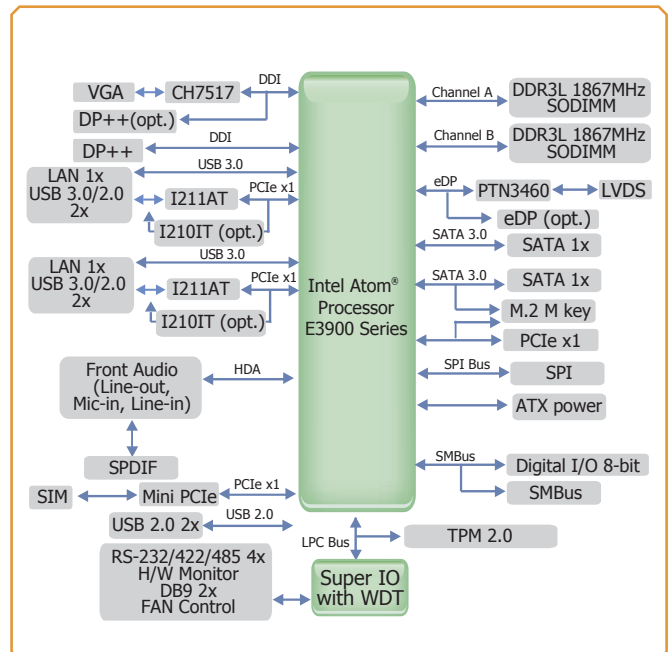 VGA
CH7517
DDI
DP++(opt.)
DP++
DDI
LAN 1x
USB 3.0/2.0
2x
USB 3.0
I211AT
PCIe x1
I210IT (opt.)
LAN 1x
USB 3.0/2.0
2x
USB 3.0
I211AT
PCIe x1
I210IT (opt.)
Front Audio
(Line-out,
Mic-in, Line-in)
HDA
SPDIF
SIM
Mini PCIe
PCIe x1
USB 2.0 2x
USB 2.0
RS-232/422/485 4x
H/W Monitor
DB9 2x
FAN Control
Intel Atom®
Processor
E3900 Series
LPC Bus
Super IO
with WDT
TPM 2.0
Channel A
DDR3L 1867MHz
SODIMM
Channel B
DDR3L 1867MHz
SODIMM
eDP
PTN3460
LVDS
eDP (opt.)
SATA 3.0
SATA 1x
SATA 3.0
SATA 1x
M.2 M key
PCIe x1
SPI Bus
SPI
ATX power
SMBus
Digital I/O 8-bit
SMBus